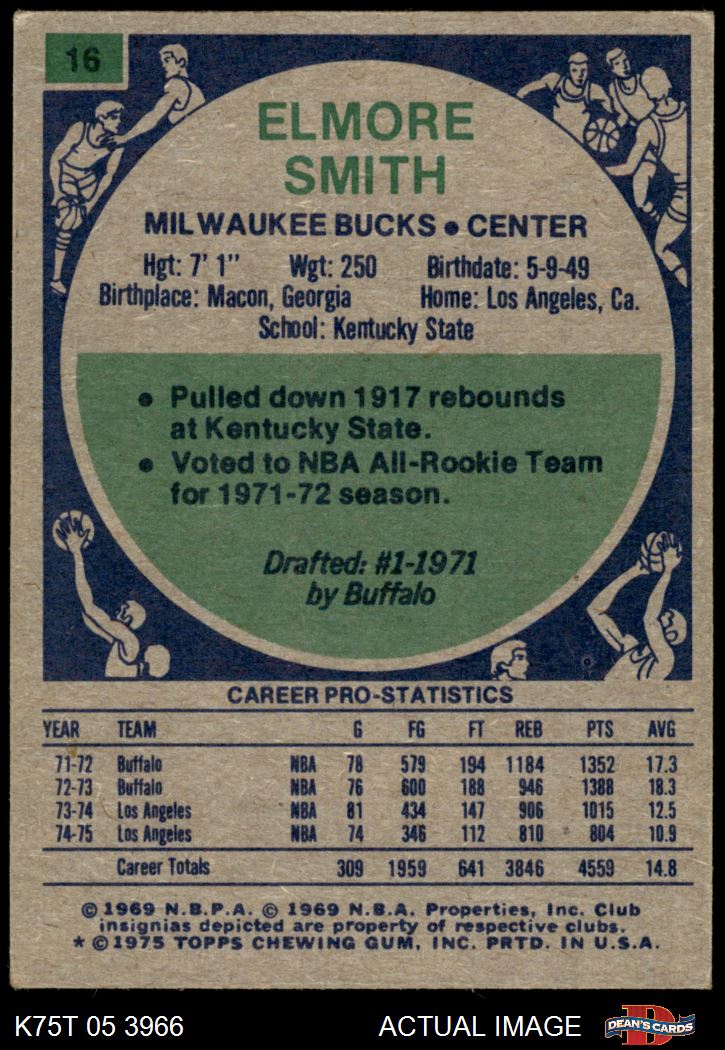 16
ELMORE
SMITH
MILWAUKEE BUCKS • CENTER
Hgt: 7' 1" Wgt: 250 Birthdate: 5-9-49
Birthplace: Macon, Georgia Home: Los Angeles, Ca.
School: Kentucky State
• Pulled down 1917 rebounds
at Kentucky State.
• Voted to NBA All-Rookie Team
for 1971-72 season.
Drafted: #1-1971
by Buffalo
CAREER PRO-STATISTICS
YEAR TEAM G FG FT REB PTS AVG
71-72 Buffalo NBA 78 579 194 1184 1352 17.3
72-73 Buffalo NBA 76 600 188 946 1388 18.3
73-74 Los Angeles NBA 81 434 147 906 1015 12.5
74-75 Los Angeles NBA 74 346 112 810 804 10.9
Career Totals 309 1959 641 3846 4559 14.8
© 1969 N.B.P.A. © 1969 N.B.A. Properties, Inc. Club
insignias depicted are property of respective clubs.
* © 1975 TOPPS CHEWING GUM, INC. PRTD. IN U.S.A.
K75T 05 3966 ACTUAL IMAGE D DEAN'S CARDS